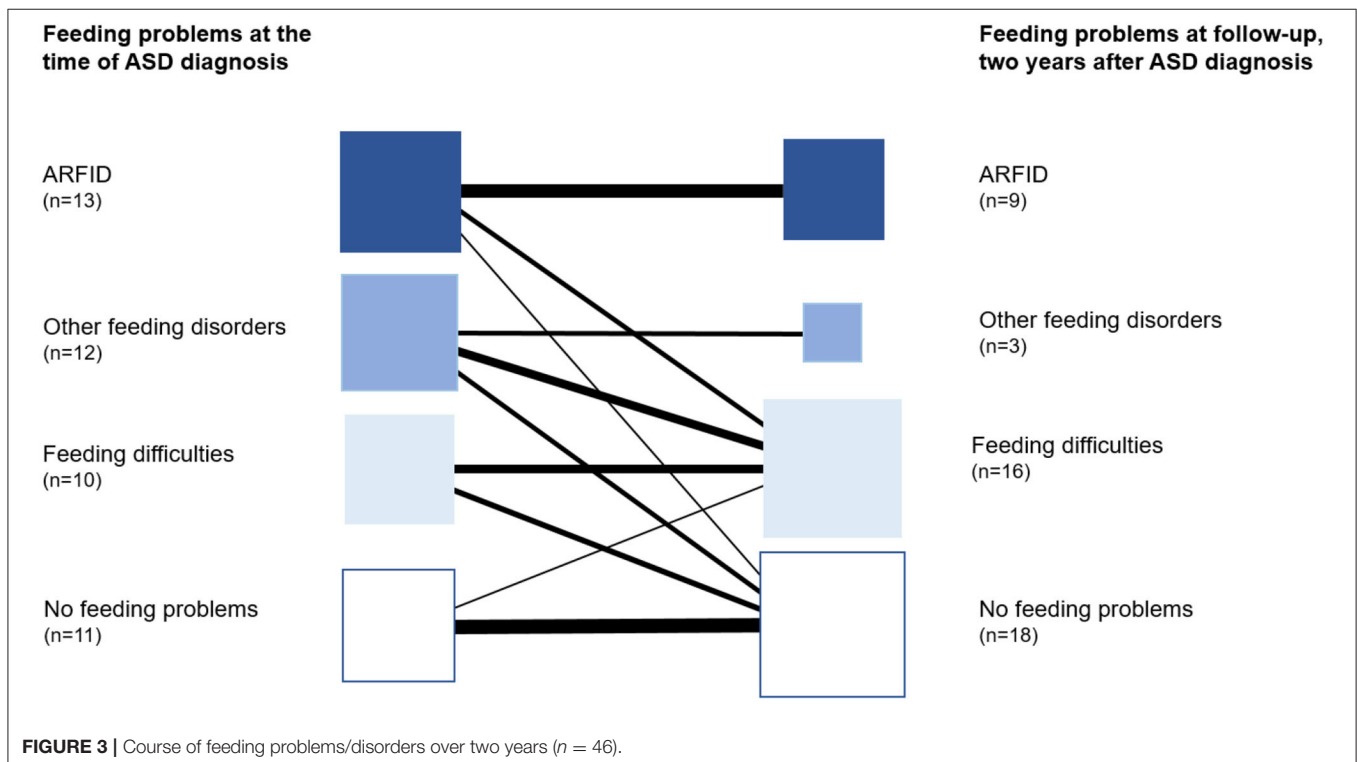 Feeding problems at the
time of ASD diagnosis
ARFID
(n=13)
Other feeding disorders
(n=12)
Feeding difficulties
(n=10)
No feeding problems
(n=11)
Feeding problems at follow-up,
two years after ASD diagnosis
ARFID
(n=9)
Other feeding disorders
(n=3)
Feeding difficulties
(n=16)
No feeding problems
(n=18)
FIGURE 3 | Course of feeding problems/disorders over two years (n = 46).